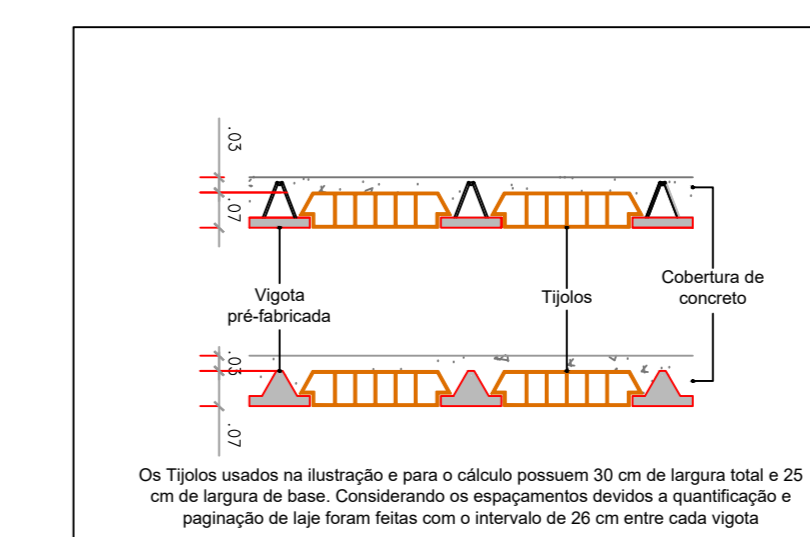 .03
.07
Vigota
pré-fabricada
Tijolos
Cobertura de
concreto
.03
.07
Os Tijolos usados na ilustração e para o cálculo possuem 30 cm de largura total e 25
cm de largura de base. Considerando os espaçamentos devidos a quantificação e
paginação de laje foram feitas com o intervalo de 26 cm entre cada vigota